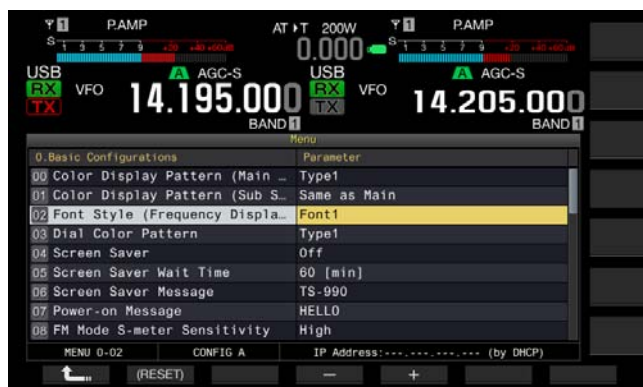 1 P.AMP AT▸T 200W 1 P.AMP
S 1 3 5 7 9 +20 +40 +60dB 0.000 S 1 3 5 7 9 +20 +40 +60dB
USB A AGC-S USB A AGC-S
RX TX VFO 14.195.000 RX TX VFO 14.205.000
BAND 1 BAND 1
Menu
0.Basic Configurations Parameter
00 Color Display Pattern (Main … Type1
01 Color Display Pattern (Sub S… Same as Main
02 Font Style (Frequency Displa… Font1
03 Dial Color Pattern Type1
04 Screen Saver Off
05 Screen Saver Wait Time 60 [min]
06 Screen Saver Message TS-990
07 Power-on Message HELLO
08 FM Mode S-meter Sensitivity High
MENU 0-02 CONFIG A IP Address:---.---.---.--- (by DHCP)
(RESET) − +